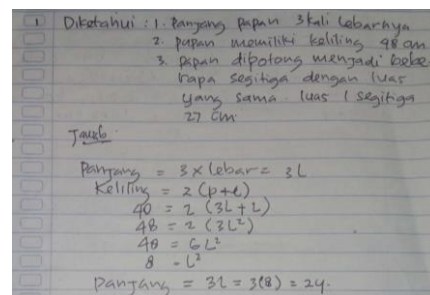 1 Diketahui : 1. Panjang papan 3 kali lebarnya
2. papan memiliki keliling 48 cm.
3. papan dipotong menjadi bebe-
rapa segitiga dengan luas
yang sama. luas 1 segitiga
27 cm
Jawab.
Panjang = 3 x lebar = 3L
Keliling = 2 (p+l)
48 = 2 (3L + L)
48 = 2 (3L²)
48 = 6L²
8 = L²
Panjang = 3L = 3(8) = 24.